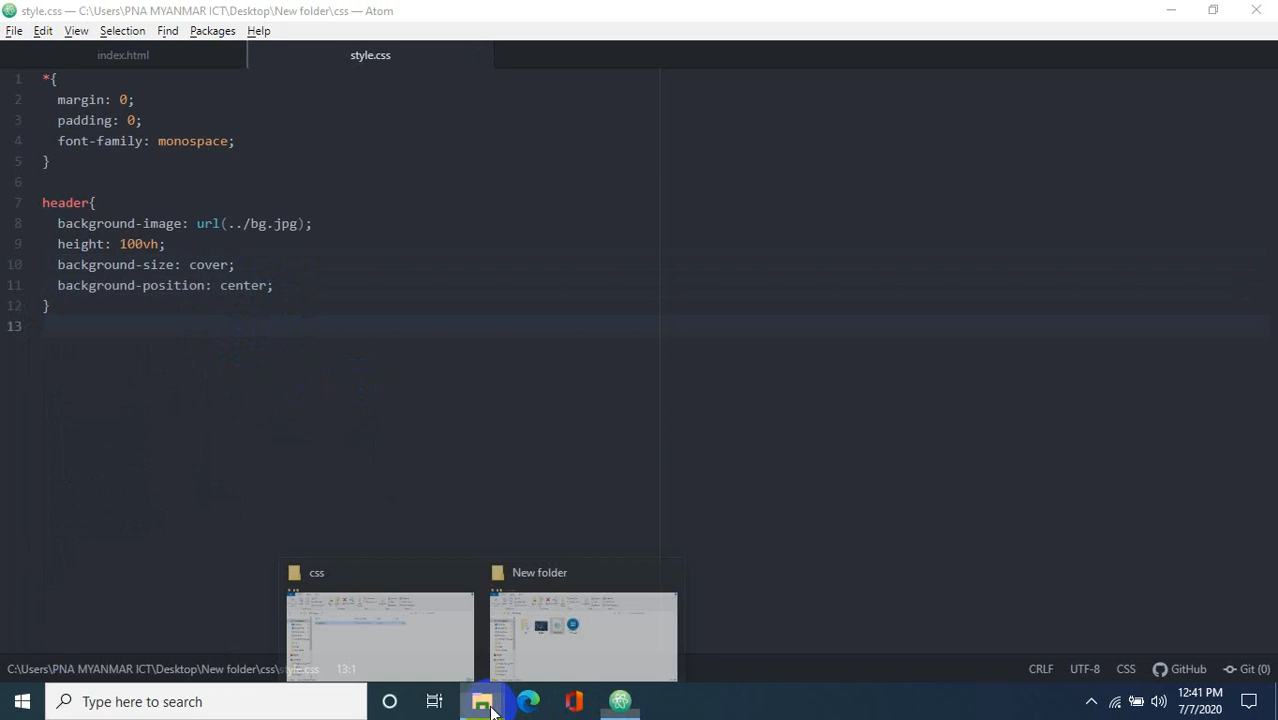 style.css — C:\Users\PNA MYANMAR ICT\Desktop\New folder\css — Atom
File Edit View Selection Find Packages Help
index.html style.css
1 *{
2 margin: 0;
3 padding: 0;
4 font-family: monospace;
5 }
6
7 header{
8 background-image: url(../bg.jpg);
9 height: 100vh;
10 background-size: cover;
11 background-position: center;
12 }
13
css New folder
C:\Users\PNA MYANMAR ICT\Desktop\New folder\css\style.css 13:1 CRLF UTF-8 CSS GitHub Git (0)
Type here to search
12:41 PM
7/7/2020